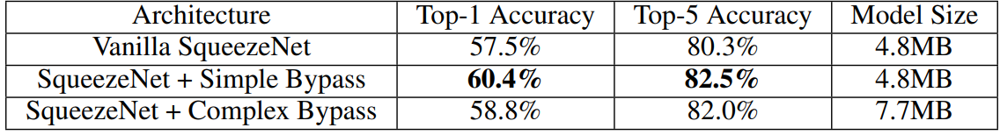 Architecture Top-1 Accuracy Top-5 Accuracy Model Size
Vanilla SqueezeNet 57.5% 80.3% 4.8MB
SqueezeNet + Simple Bypass 60.4% 82.5% 4.8MB
SqueezeNet + Complex Bypass 58.8% 82.0% 7.7MB